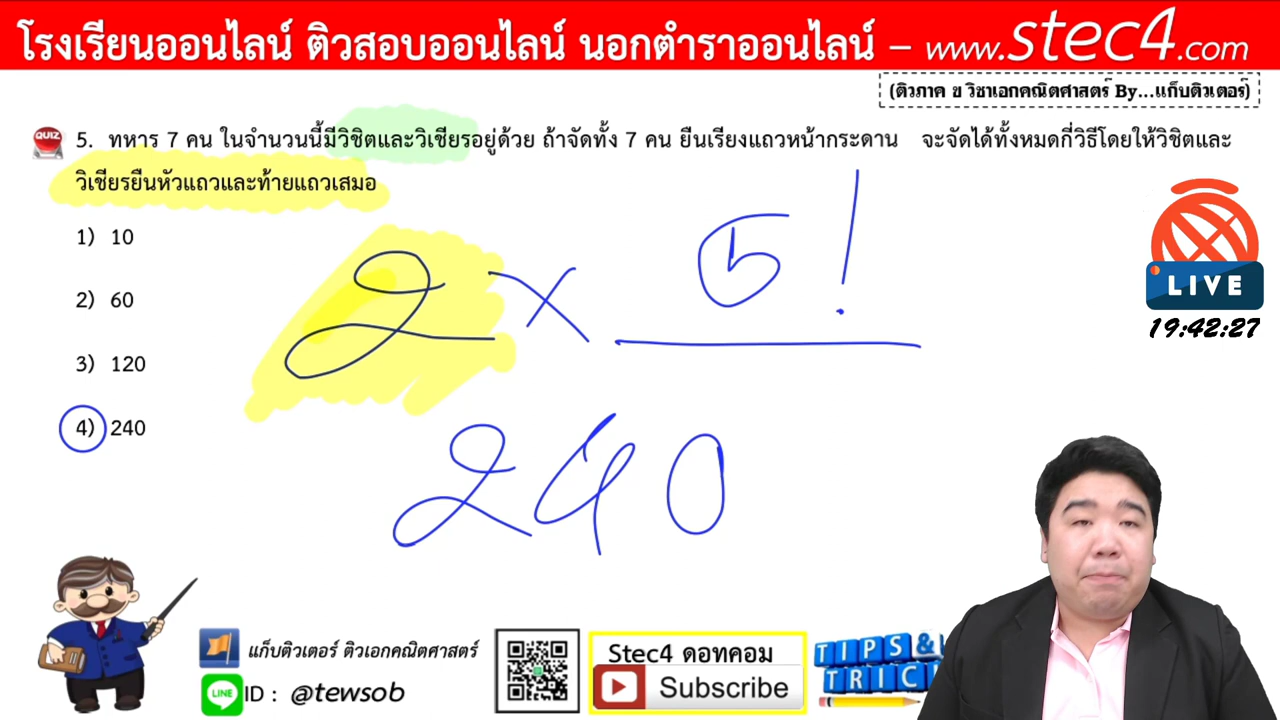 โรงเรียนออนไลน์ ติวสอบออนไลน์ นอกตำราออนไลน์ – www.stec4.com
(ติวภาค ข วิชาเอกคณิตศาสตร์ By...แก็บติวเตอร์)
QUIZ 5. ทหาร 7 คน ในจำนวนนี้มีวิชิตและวิเชียรอยู่ด้วย ถ้าจัดทั้ง 7 คน ยืนเรียงแถวหน้ากระดาน จะจัดได้ทั้งหมดกี่วิธีโดยให้วิชิตและ
วิเชียรยืนหัวแถวและท้ายแถวเสมอ
1) 10
2) 60
3) 120
4) 240
2 × 5!
240
LIVE
19:42:27
แก็บติวเตอร์ ติวเอกคณิตศาสตร์
LINE ID : @tewsob
Stec4 ดอทคอม
Subscribe
TIPS &
TRIC